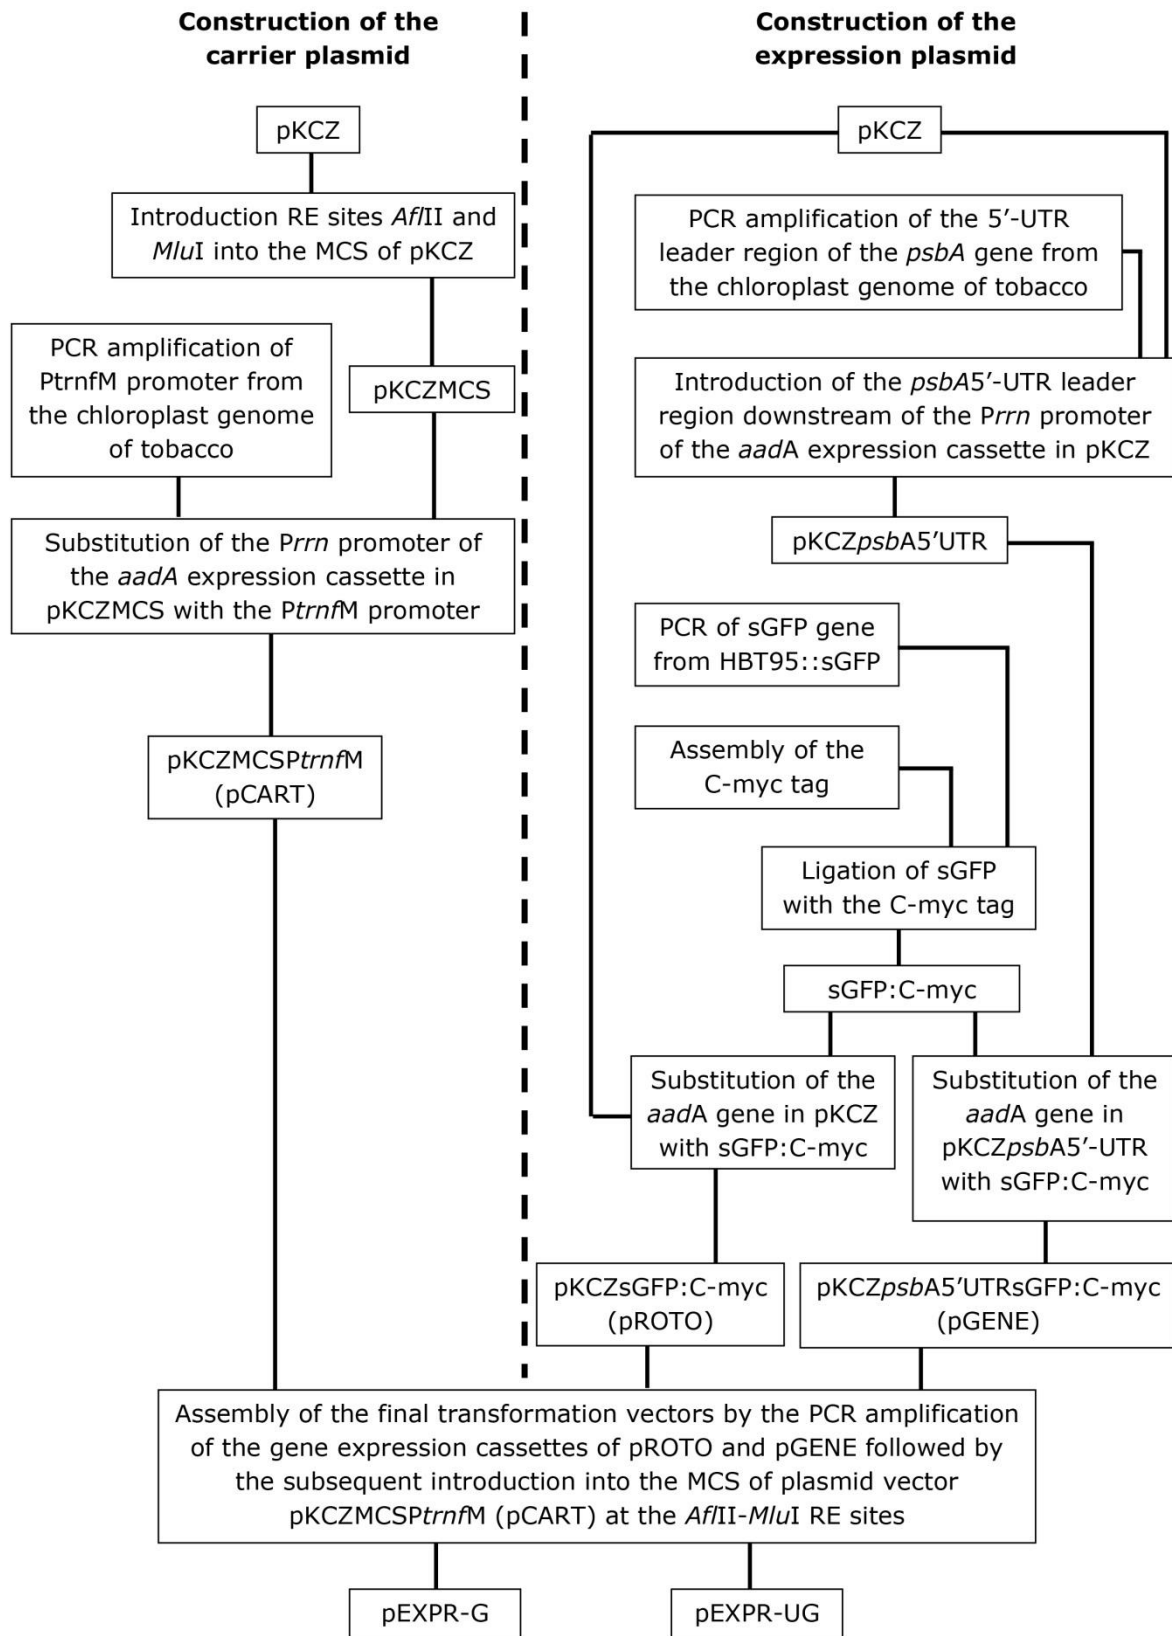 Construction of the
carrier plasmid
pKCZ
Introduction RE sites AflII and
MluI into the MCS of pKCZ
PCR amplification of
PtrnfM promoter from
the chloroplast genome
of tobacco
pKCZMCS
Substitution of the Prrn promoter of
the aadA expression cassette in
pKCZMCS with the PtrnfM promoter
pKCZMCSPtrnfM
(pCART)
Construction of the
expression plasmid
pKCZ
PCR amplification of the 5′-UTR
leader region of the psbA gene from
the chloroplast genome of tobacco
Introduction of the psbA5′-UTR leader
region downstream of the Prrn promoter
of the aadA expression cassette in pKCZ
pKCZpsbA5′UTR
PCR of sGFP gene
from HBT95::sGFP
Assembly of the
C-myc tag
Ligation of sGFP
with the C-myc tag
sGFP:C-myc
Substitution of the
aadA gene in pKCZ
with sGFP:C-myc
Substitution of the
aadA gene in
pKCZpsbA5′-UTR
with sGFP:C-myc
pKCZsGFP:C-myc
(pROTO)
pKCZpsbA5′UTRsGFP:C-myc
(pGENE)
Assembly of the final transformation vectors by the PCR amplification
of the gene expression cassettes of pROTO and pGENE followed by
the subsequent introduction into the MCS of plasmid vector
pKCZMCSPtrnfM (pCART) at the AflII-MluI RE sites
pEXPR-G
pEXPR-UG